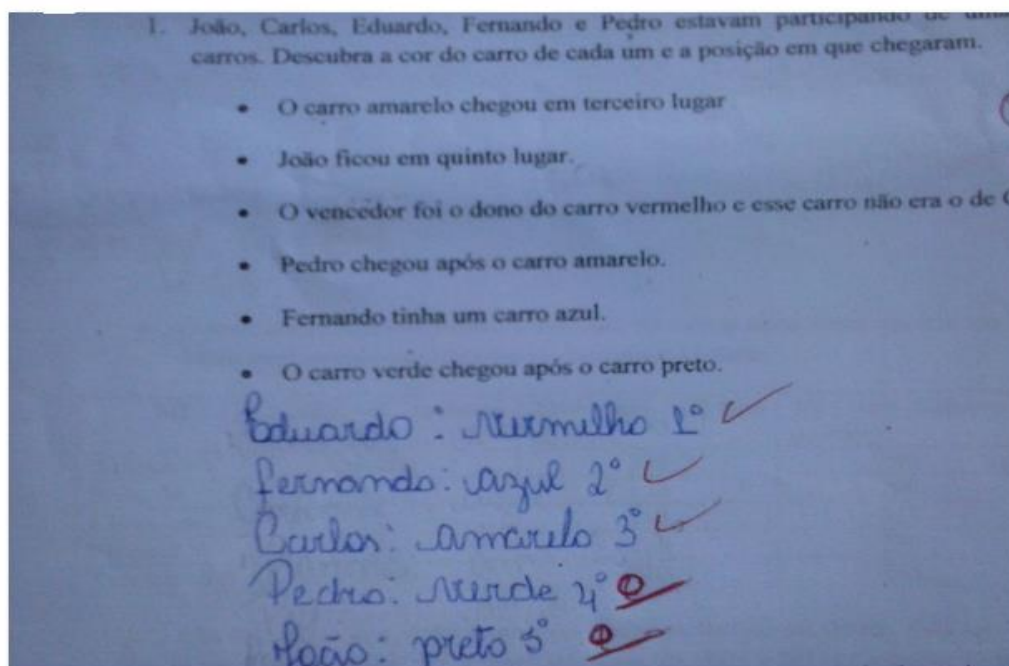 1. João, Carlos, Eduardo, Fernando e Pedro estavam participando de uma
carros. Descubra a cor do carro de cada um e a posição em que chegaram.
• O carro amarelo chegou em terceiro lugar
• João ficou em quinto lugar.
• O vencedor foi o dono do carro vermelho e esse carro não era o de
• Pedro chegou após o carro amarelo.
• Fernando tinha um carro azul.
• O carro verde chegou após o carro preto.
Eduardo: Vermelho 1º
Fernando: azul 2º
Carlos: amarelo 3º
Pedro: Verde 4º
João: preto 5º